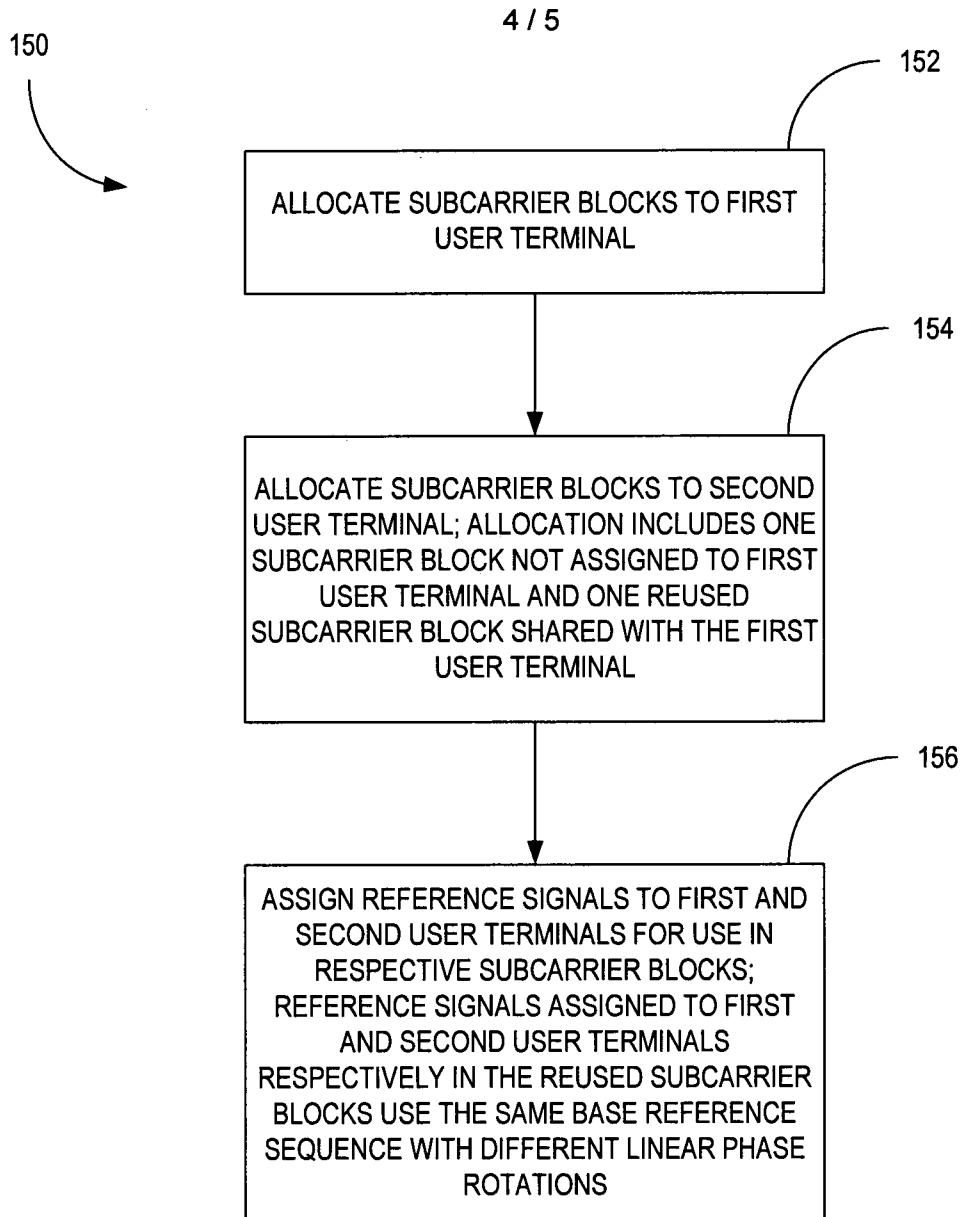 4 / 5
150
152
ALLOCATE SUBCARRIER BLOCKS TO FIRST
USER TERMINAL
154
ALLOCATE SUBCARRIER BLOCKS TO SECOND
USER TERMINAL; ALLOCATION INCLUDES ONE
SUBCARRIER BLOCK NOT ASSIGNED TO FIRST
USER TERMINAL AND ONE REUSED
SUBCARRIER BLOCK SHARED WITH THE FIRST
USER TERMINAL
156
ASSIGN REFERENCE SIGNALS TO FIRST AND
SECOND USER TERMINALS FOR USE IN
RESPECTIVE SUBCARRIER BLOCKS;
REFERENCE SIGNALS ASSIGNED TO FIRST
AND SECOND USER TERMINALS
RESPECTIVELY IN THE REUSED SUBCARRIER
BLOCKS USE THE SAME BASE REFERENCE
SEQUENCE WITH DIFFERENT LINEAR PHASE
ROTATIONS